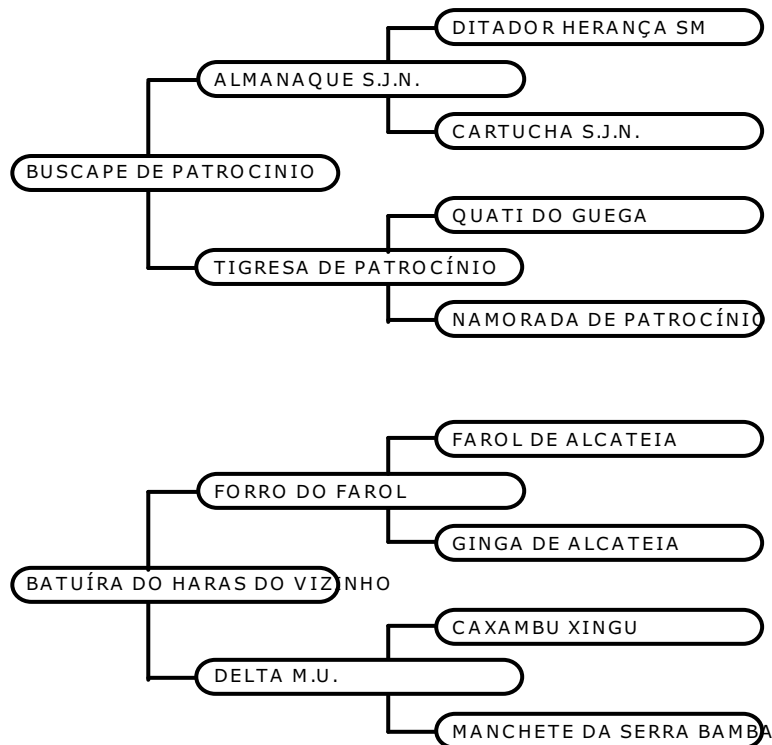 DITADOR HERANÇA SM
ALMANAQUE S.J.N.
CARTUCHA S.J.N.
BUSCAPE DE PATROCINIO
QUATI DO GUEGA
TIGRESA DE PATROCÍNIO
NAMORADA DE PATROCÍNIO
FAROL DE ALCATEIA
FORRO DO FAROL
GINGA DE ALCATEIA
BATUÍRA DO HARAS DO VIZINHO
CAXAMBU XINGU
DELTA M.U.
MANCHETE DA SERRA BAMBA